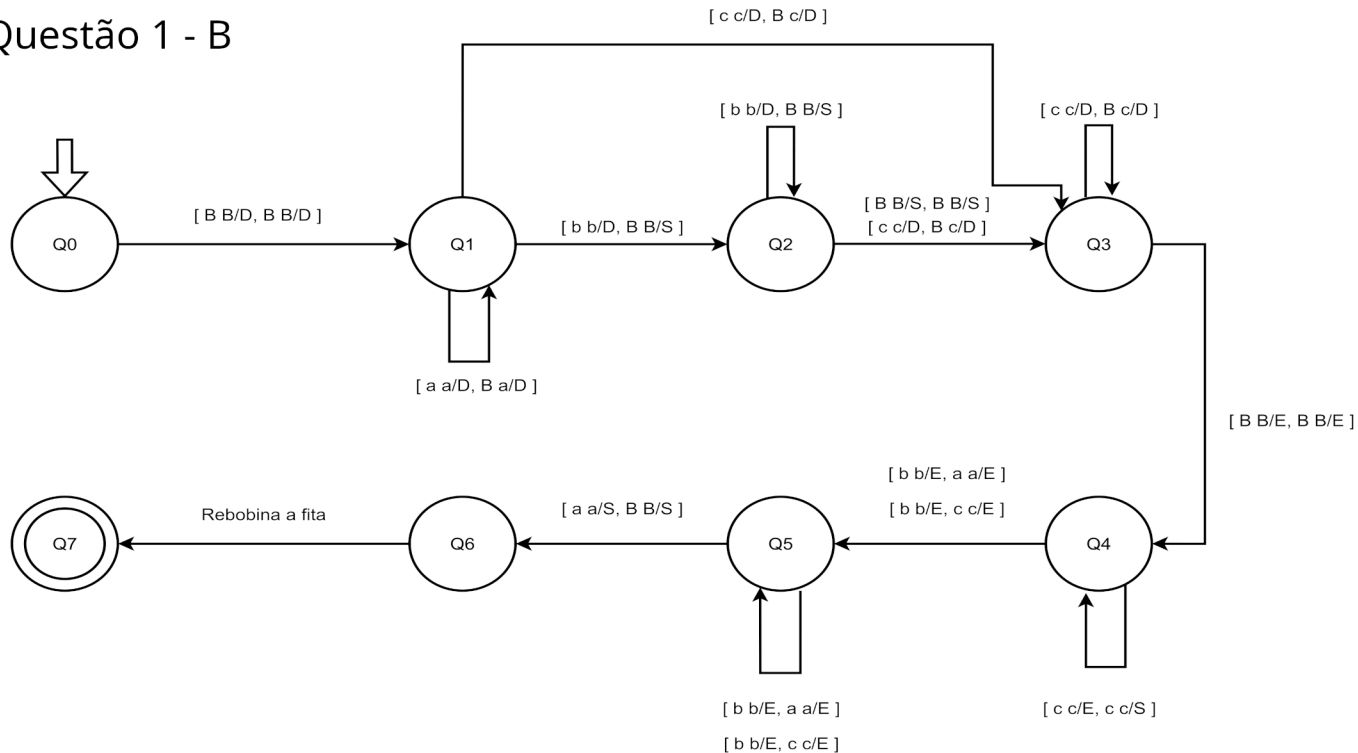 Questão 1 - B
[ c c/D, B c/D ]
[ b b/D, B B/S ]
[ c c/D, B c/D ]
[ B B/D, B B/D ]
[ b b/D, B B/S ]
[ B B/S, B B/S ]
[ c c/D, B c/D ]
Q0
Q1
Q2
Q3
[ a a/D, B a/D ]
[ B B/E, B B/E ]
[ b b/E, a a/E ]
[ b b/E, c c/E ]
[ a a/S, B B/S ]
Rebobina a fita
Q7
Q6
Q5
Q4
[ b b/E, a a/E ]
[ b b/E, c c/E ]
[ c c/E, c c/S ]